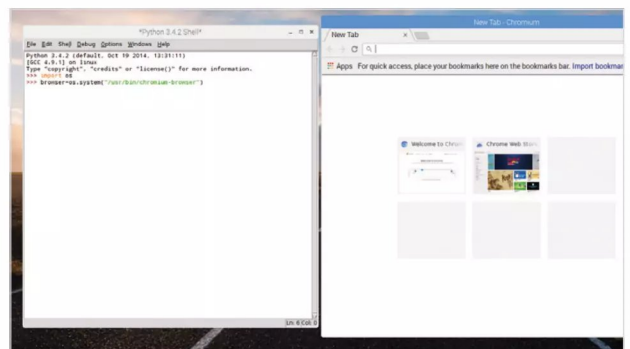 *Python 3.4.2 Shell*
File Edit Shell Debug Options Windows Help
Python 3.4.2 (default, Oct 19 2014, 13:31:11)
[GCC 4.9.1] on linux
Type "copyright", "credits" or "license()" for more information.
>>> import os
>>> browser=os.system("/usr/bin/chromium-browser")
Ln: 6 Col: 0
New Tab - Chromium
New Tab
Apps For quick access, place your bookmarks here on the bookmarks bar. Import bookmar
Welcome to Chro
Chrome Web Store